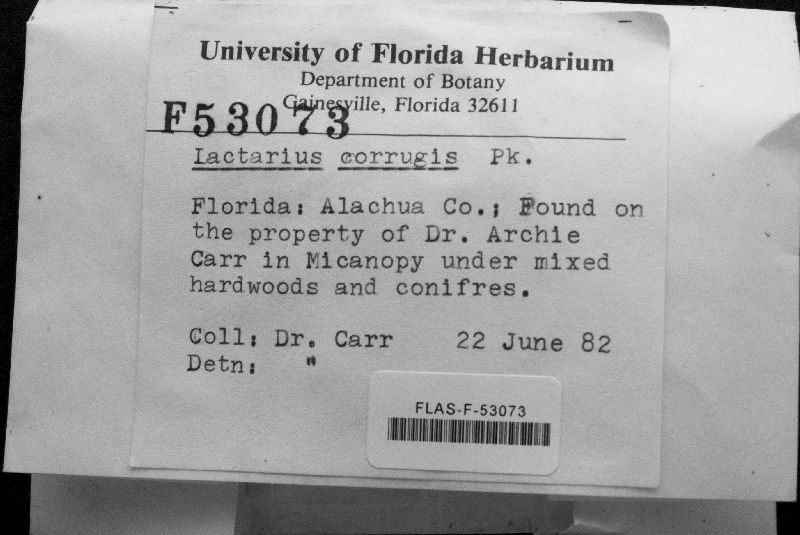 University of Florida Herbarium
Department of Botany
Gainesville, Florida 32611
F53073
Lactarius corrugis Pk.
Florida: Alachua Co.; Found on
the property of Dr. Archie
Carr in Micanopy under mixed
hardwoods and conifres.
Coll: Dr. Carr 22 June 82
Detn: "
FLAS-F-53073